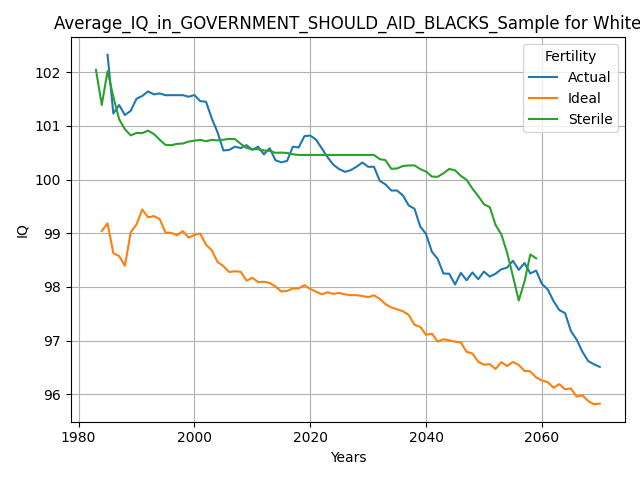 Average_IQ_in_GOVERNMENT_SHOULD_AID_BLACKS_Sample for White
Fertility
Actual
Ideal
Sterile
102
101
100
99
98
97
96
IQ
1980
2000
2020
2040
2060
Years